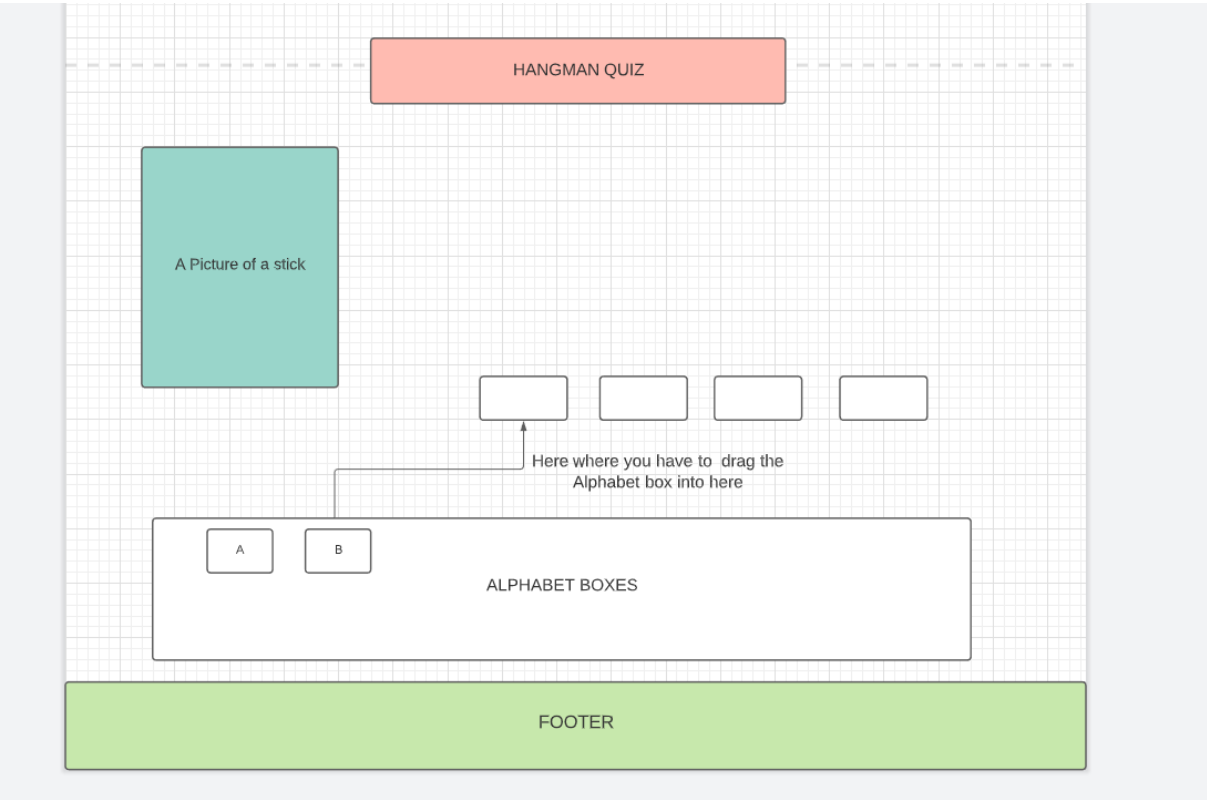 HANGMAN QUIZ
A Picture of a stick
Here where you have to drag the
Alphabet box into here
A
B
ALPHABET BOXES
FOOTER